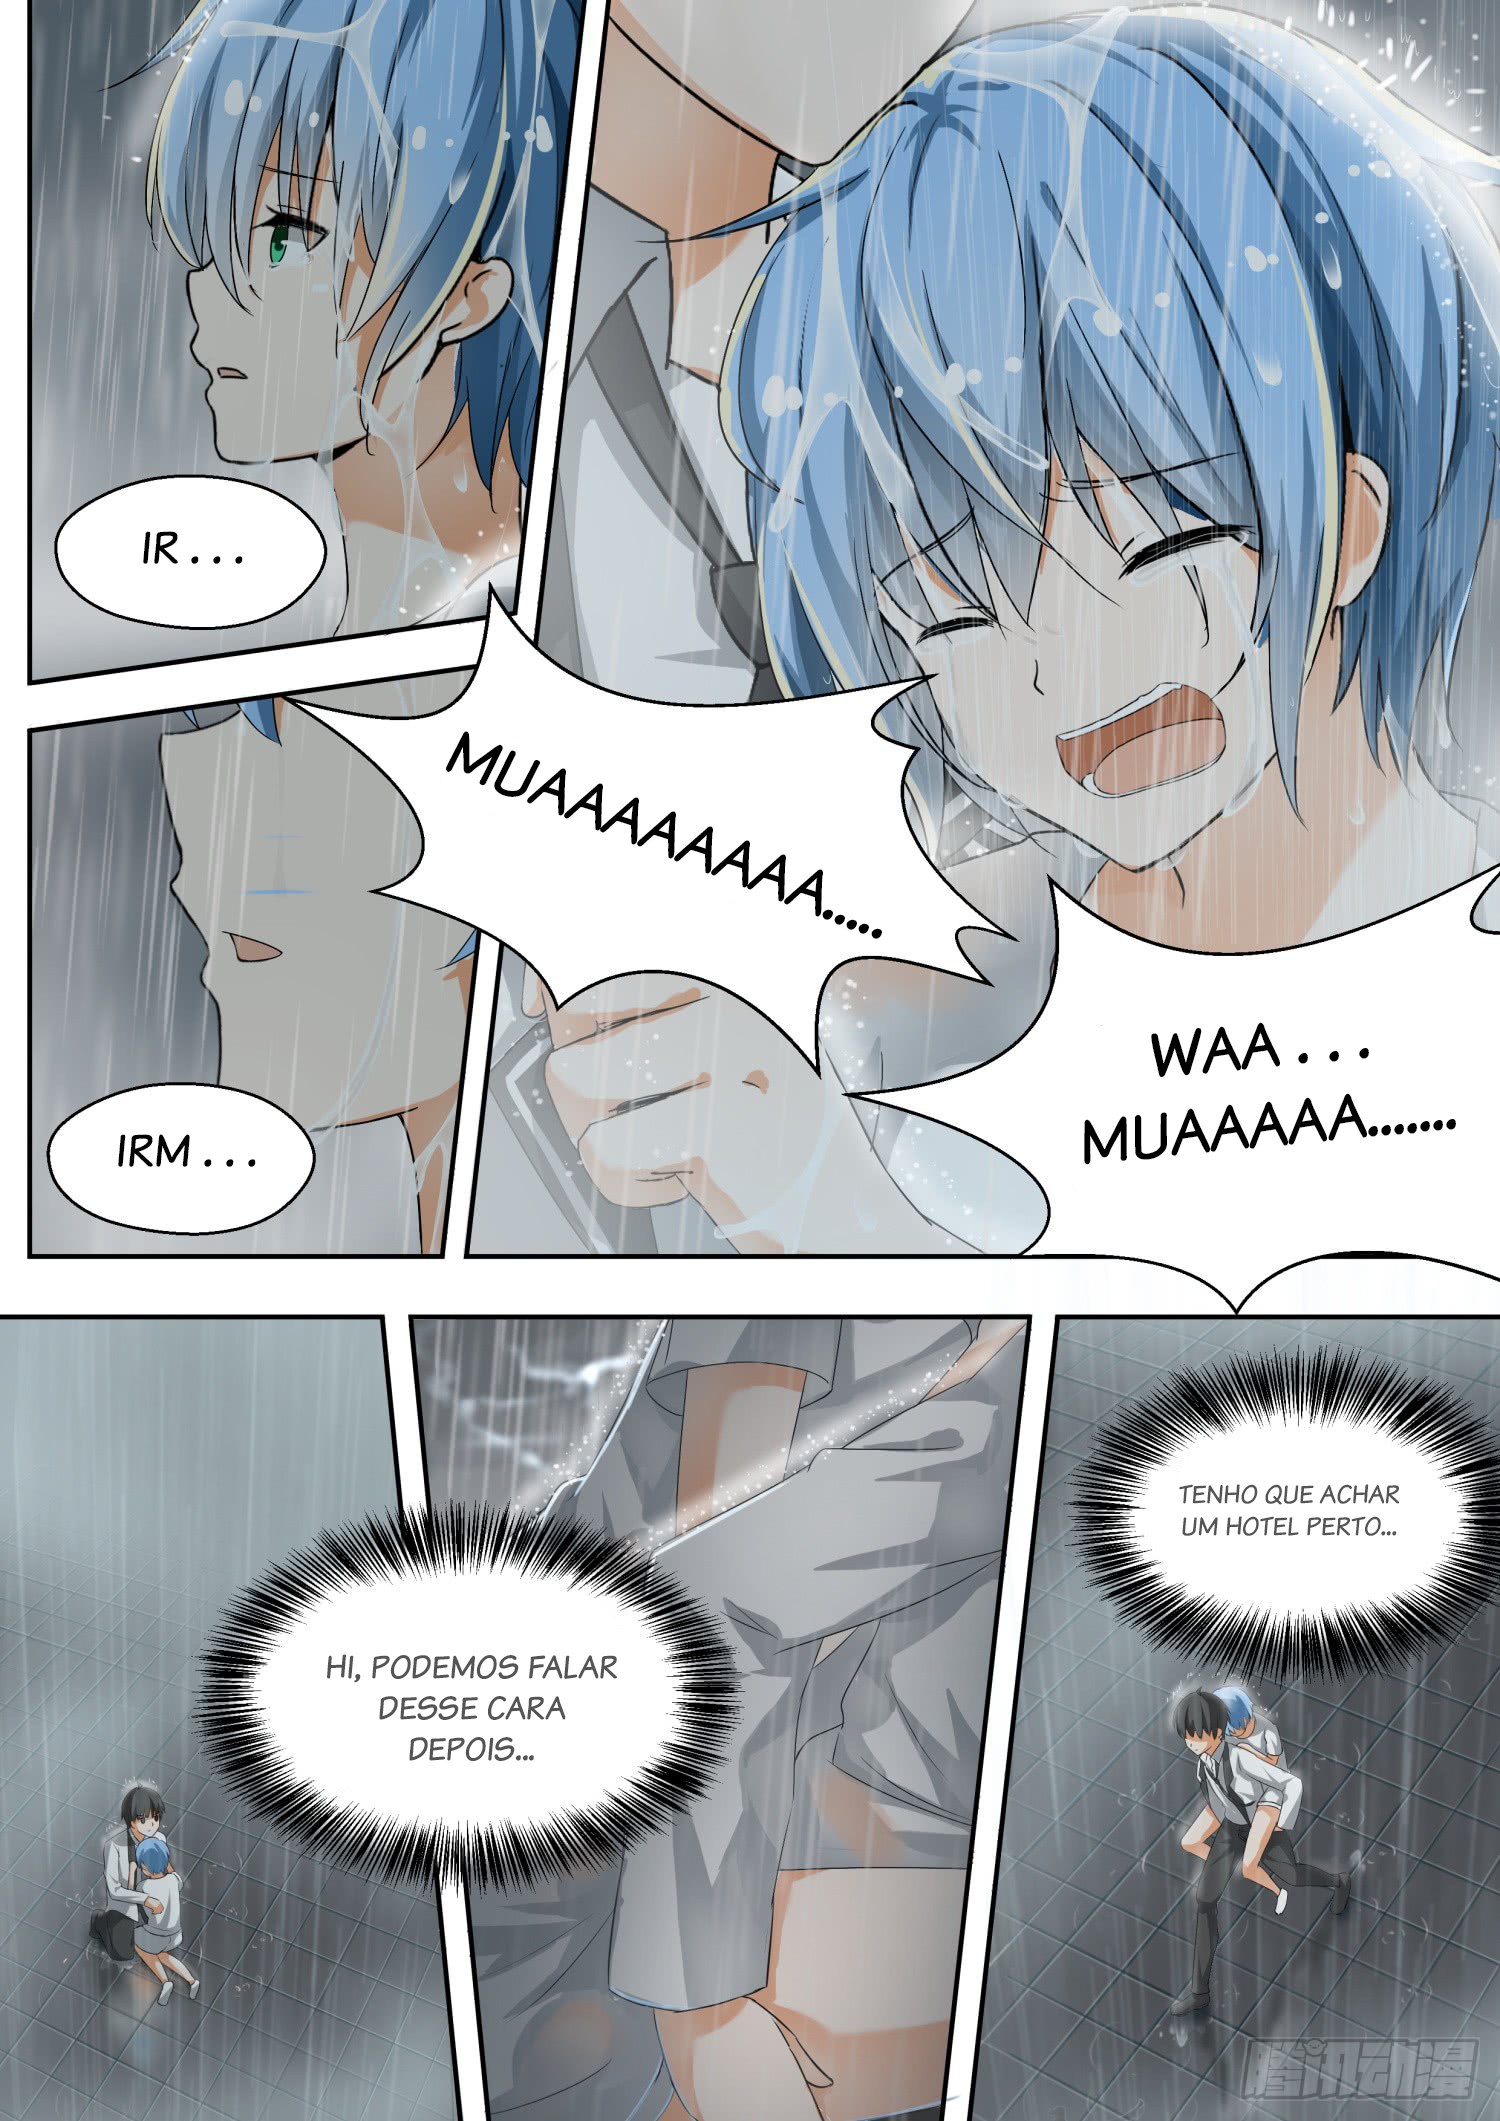 IR . . .
MUAAAAAAAAA.....
WAA . . .
MUAAAAA.......
IRM . . .
HI, PODEMOS FALAR
DESSE CARA
DEPOIS...
TENHO QUE ACHAR
UM HOTEL PERTO...
腾讯动漫